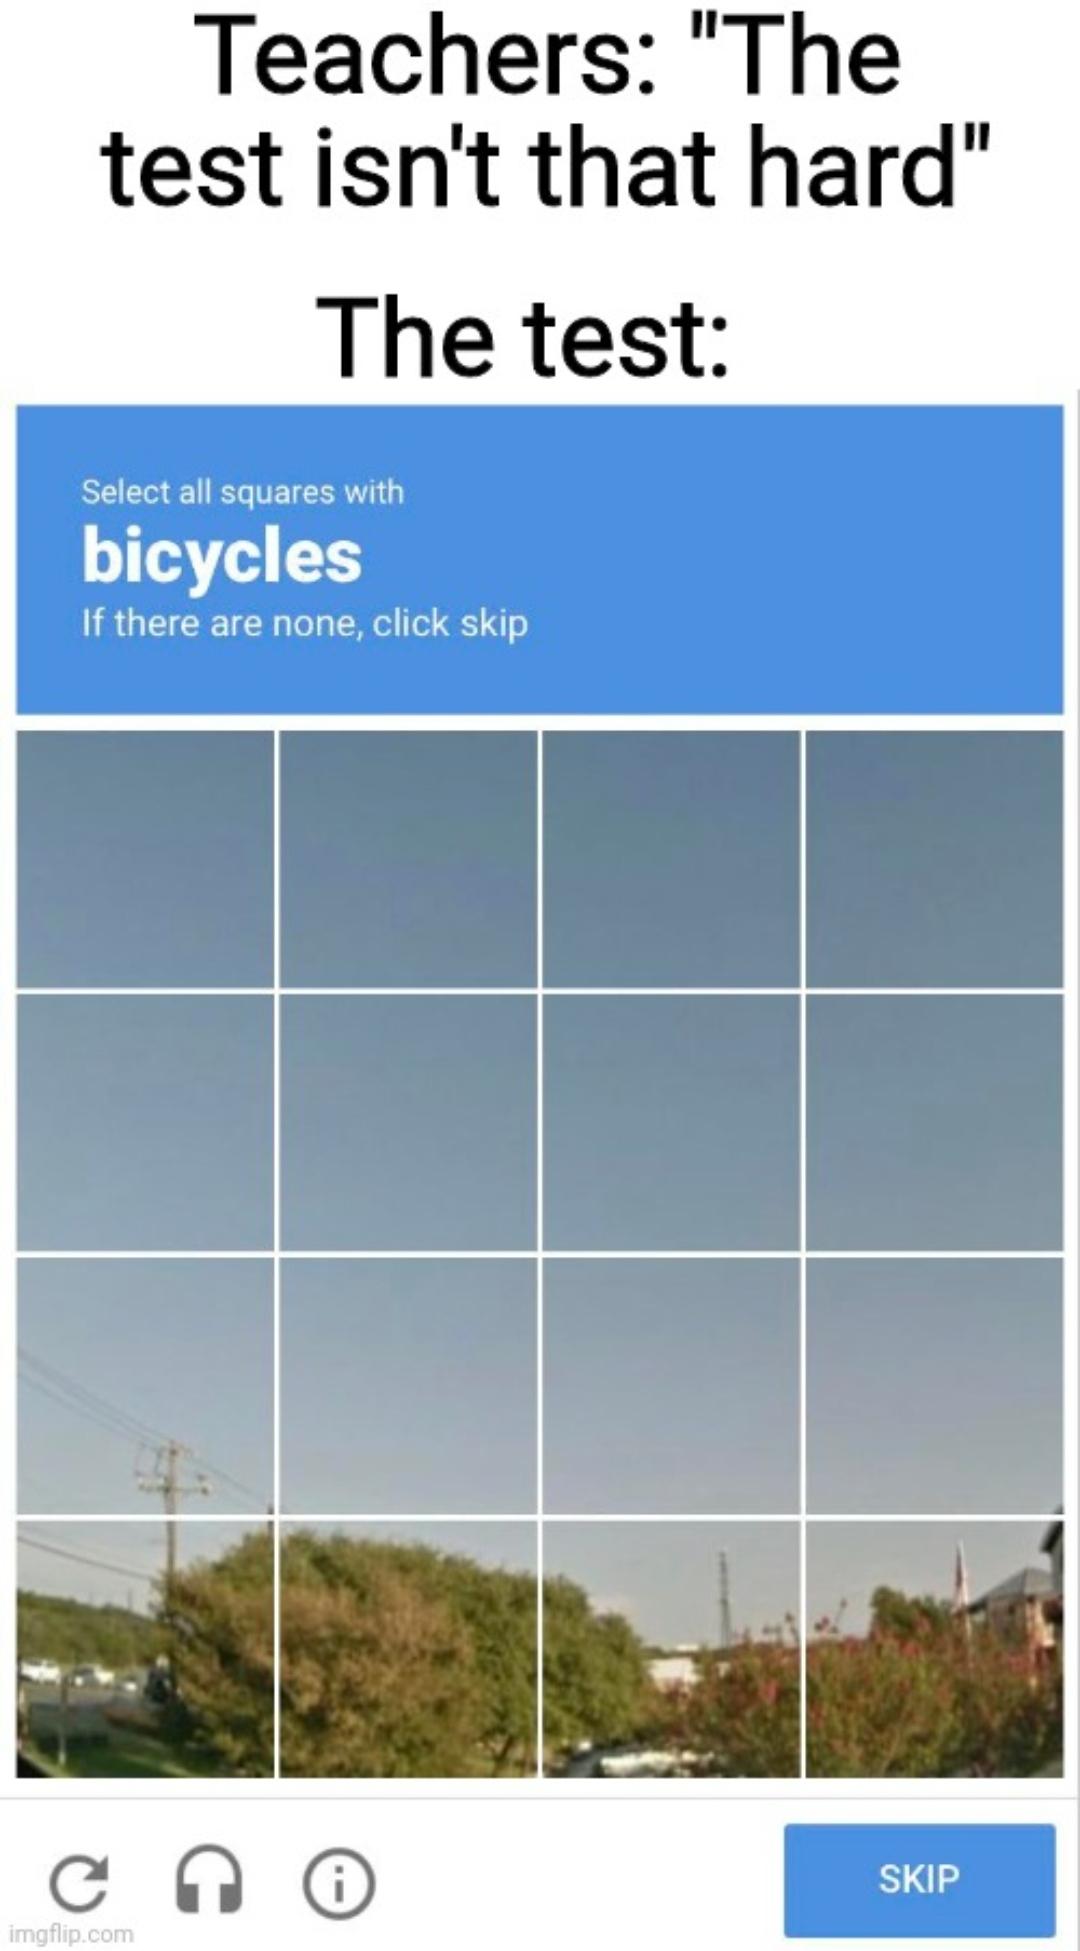 Teachers: "The
test isn't that hard"
The test:
Select all squares with
bicycles
If there are none, click skip
SKIP
imgflip.com